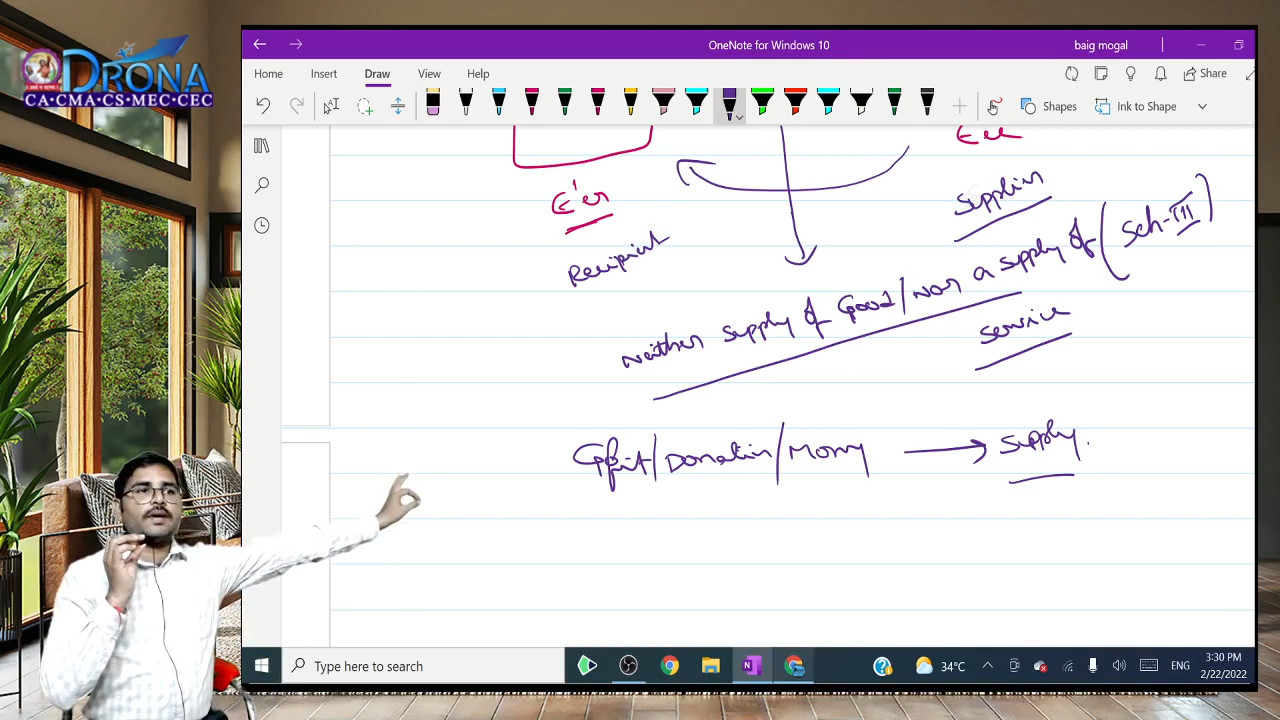 DRONA
CA.CMA.CS.MEC.CEC
OneNote for Windows 10
baig mogal
Home Insert Draw View Help
Share
Shapes
Ink to Shape
E'er
Eee
Recipient
Supplier
Neither supply of Good/Nor a supply of (Sch-III)
Service
Gift/Donation/Money → Supply.
Type here to search
34°C
ENG
3:30 PM
2/22/2022